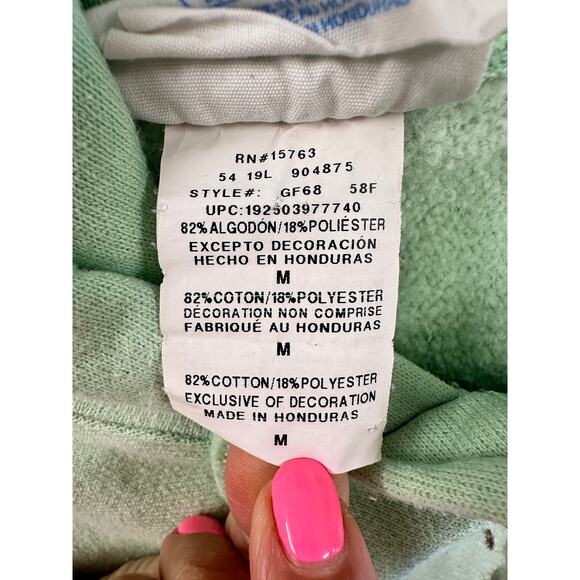 IN HONDURAS
RN#15763
54 19L 904875
STYLE#: GF68 58F
UPC:192503977740
82%ALGODÓN/18%POLIÉSTER
EXCEPTO DECORACIÓN
HECHO EN HONDURAS
M
82%COTON/18%POLYESTER
DÉCORATION NON COMPRISE
FABRIQUÉ AU HONDURAS
M
82%COTTON/18%POLYESTER
EXCLUSIVE OF DECORATION
MADE IN HONDURAS
M